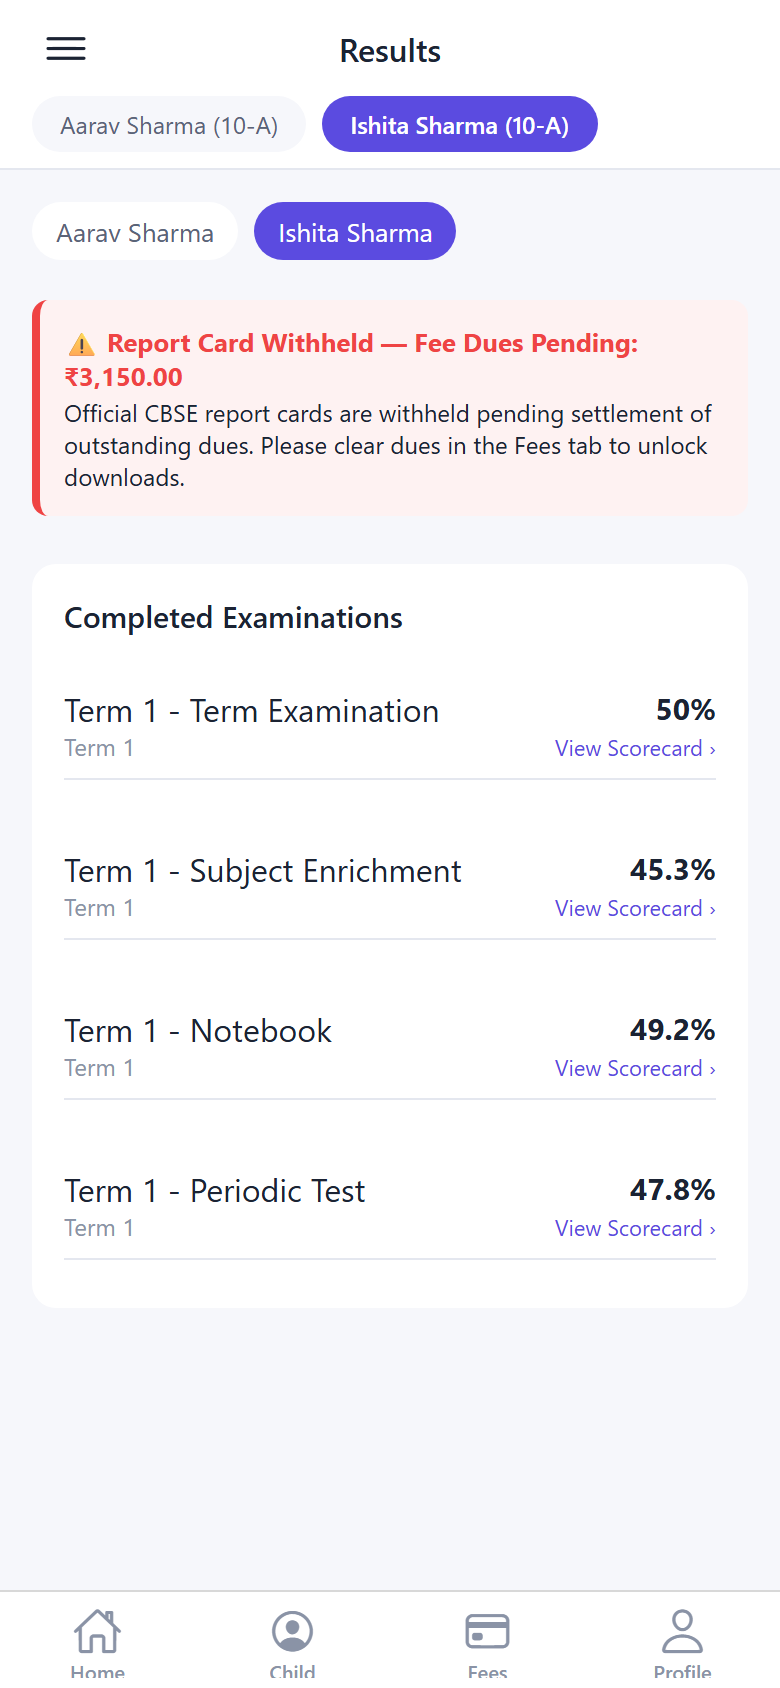 Results
Aarav Sharma (10-A)
Ishita Sharma (10-A)
Aarav Sharma
Ishita Sharma
⚠️ Report Card Withheld — Fee Dues Pending:
₹3,150.00
Official CBSE report cards are withheld pending settlement of
outstanding dues. Please clear dues in the Fees tab to unlock
downloads.
Completed Examinations
Term 1 - Term Examination
50%
Term 1
View Scorecard ›
Term 1 - Subject Enrichment
45.3%
Term 1
View Scorecard ›
Term 1 - Notebook
49.2%
Term 1
View Scorecard ›
Term 1 - Periodic Test
47.8%
Term 1
View Scorecard ›
Home
Child
Fees
Profile